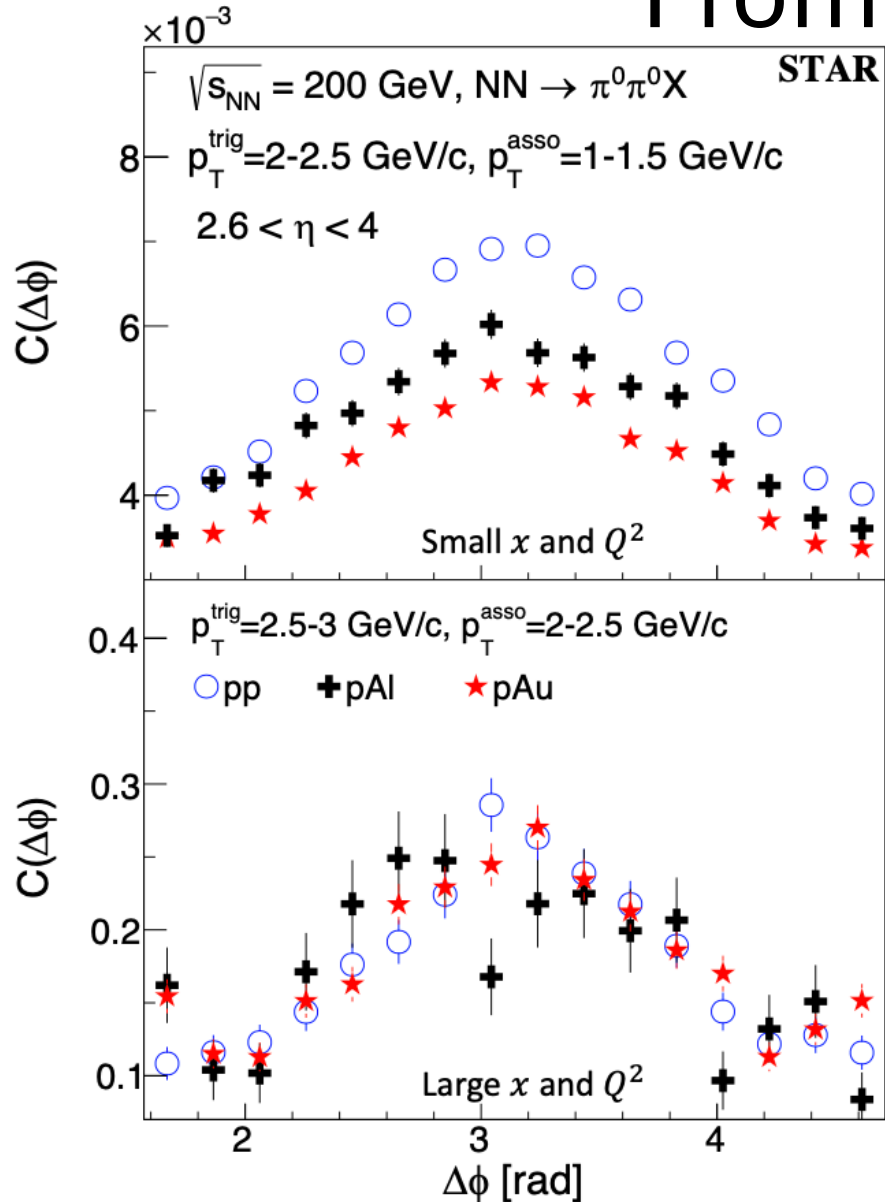 From
×10⁻³
STAR
√s_NN = 200 GeV, NN → π⁰π⁰X
p_T^trig=2-2.5 GeV/c, p_T^asso=1-1.5 GeV/c
2.6 < η < 4
C(Δϕ)
8
6
4
Small x and Q²
p_T^trig=2.5-3 GeV/c, p_T^asso=2-2.5 GeV/c
pp pAl pAu
C(Δϕ)
0.4
0.3
0.2
0.1
Large x and Q²
2 3 4
Δϕ [rad]